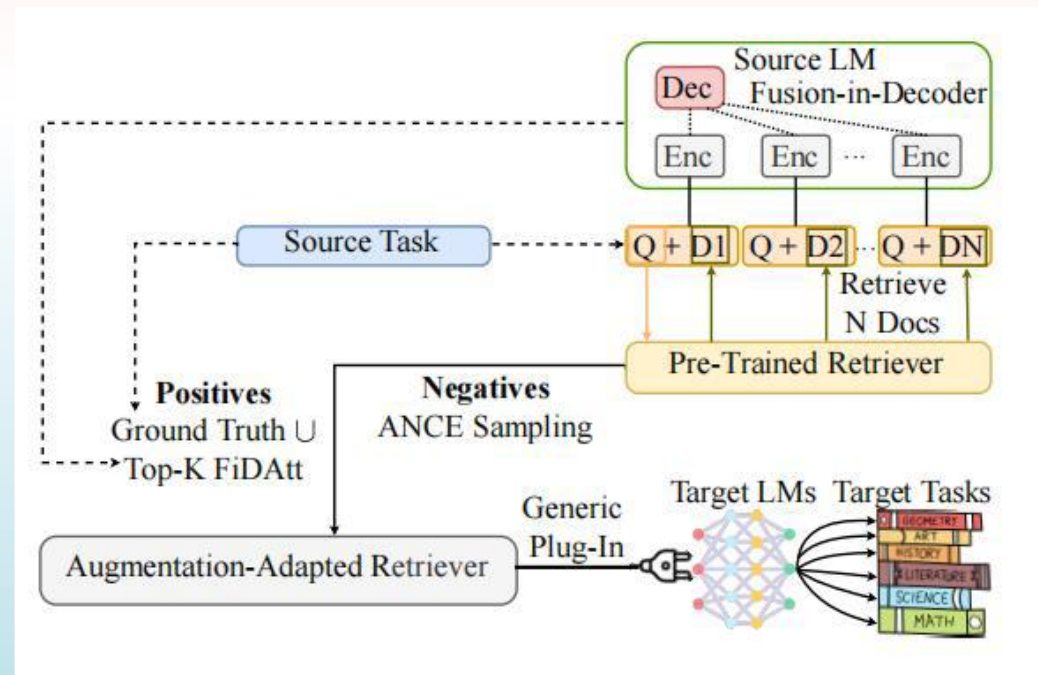 Source LM
Fusion-in-Decoder
Dec
Enc
Enc
...
Enc
Source Task
Q + D1
Q + D2
...
Q + DN
Retrieve
N Docs
Pre-Trained Retriever
Positives
Ground Truth ∪
Top-K FiDAtt
Negatives
ANCE Sampling
Augmentation-Adapted Retriever
Generic
Plug-In
Target LMs
Target Tasks
GEOMETRY
ART
HISTORY
LITERATURE
SCIENCE
MATH